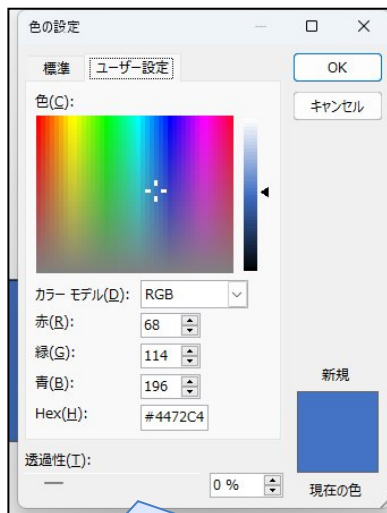 色の設定
標準 ユーザー設定
OK
キャンセル
色(C):
カラー モデル(D): RGB
赤(R): 68
緑(G): 114
青(B): 196
Hex(H): #4472C4
新規
現在の色
透過性(T):
0 %